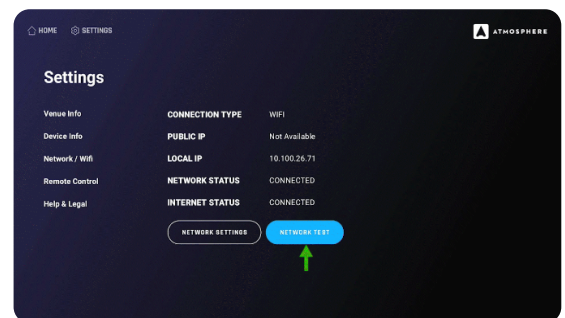 HOME SETTINGS ATMOSPHERE
Settings
Venue Info CONNECTION TYPE WIFI
Device Info PUBLIC IP Not Available
Network / Wifi LOCAL IP 10.100.26.71
Remote Control NETWORK STATUS CONNECTED
Help & Legal INTERNET STATUS CONNECTED
NETWORK SETTINGS NETWORK TEST